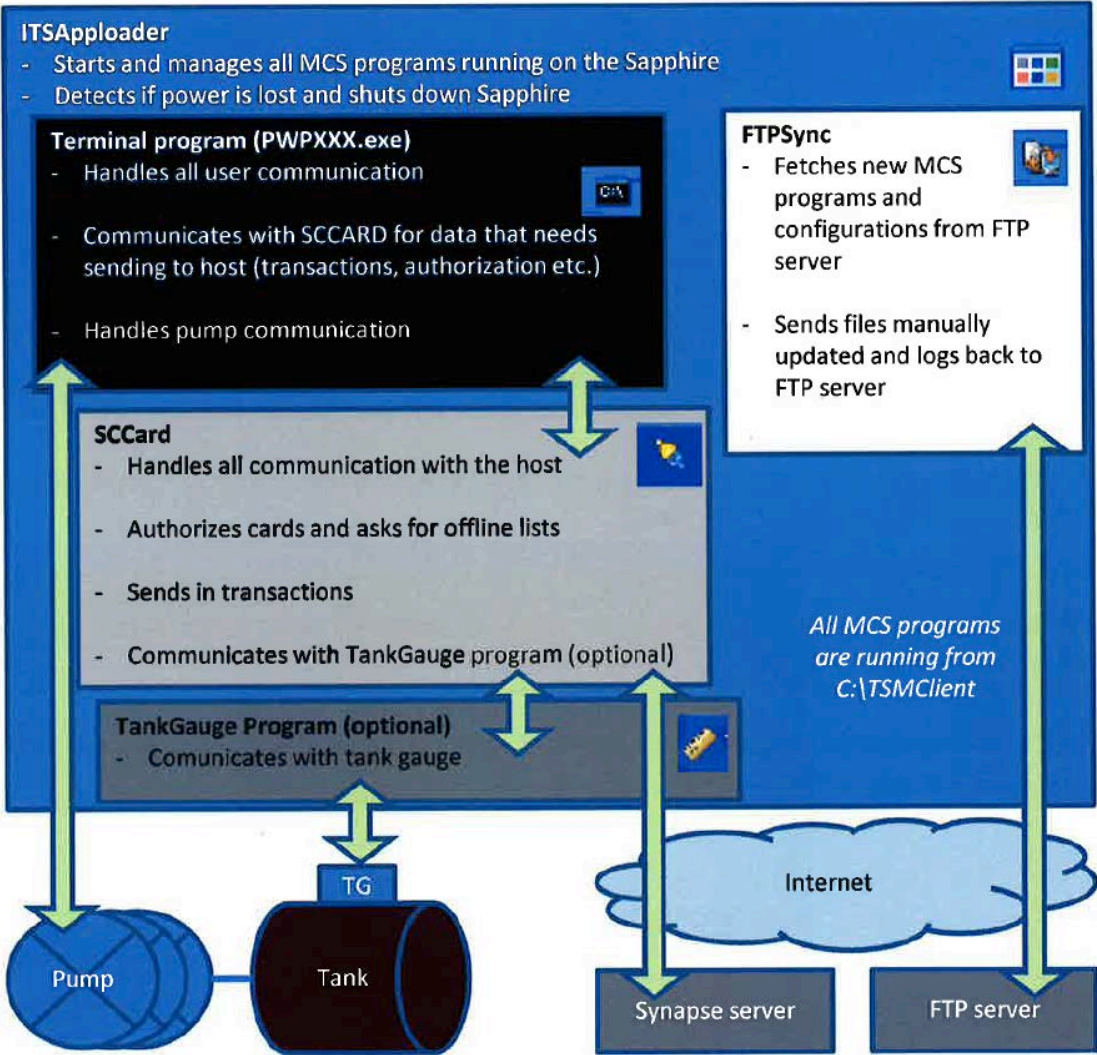 ITSApploader
- Starts and manages all MCS programs running on the Sapphire
- Detects if power is lost and shuts down Sapphire
Terminal program (PWPXXX.exe)
- Handles all user communication
C:\
- Communicates with SCCARD for data that needs
sending to host (transactions, authorization etc.)
- Handles pump communication
FTPSync
- Fetches new MCS
programs and
configurations from FTP
server
- Sends files manually
updated and logs back to
FTP server
SCCard
- Handles all communication with the host
- Authorizes cards and asks for offline lists
- Sends in transactions
- Communicates with TankGauge program (optional)
All MCS programs
are running from
C:\TSMClient
TankGauge Program (optional)
- Comunicates with tank gauge
TG
Internet
Pump
Tank
Synapse server
FTP server